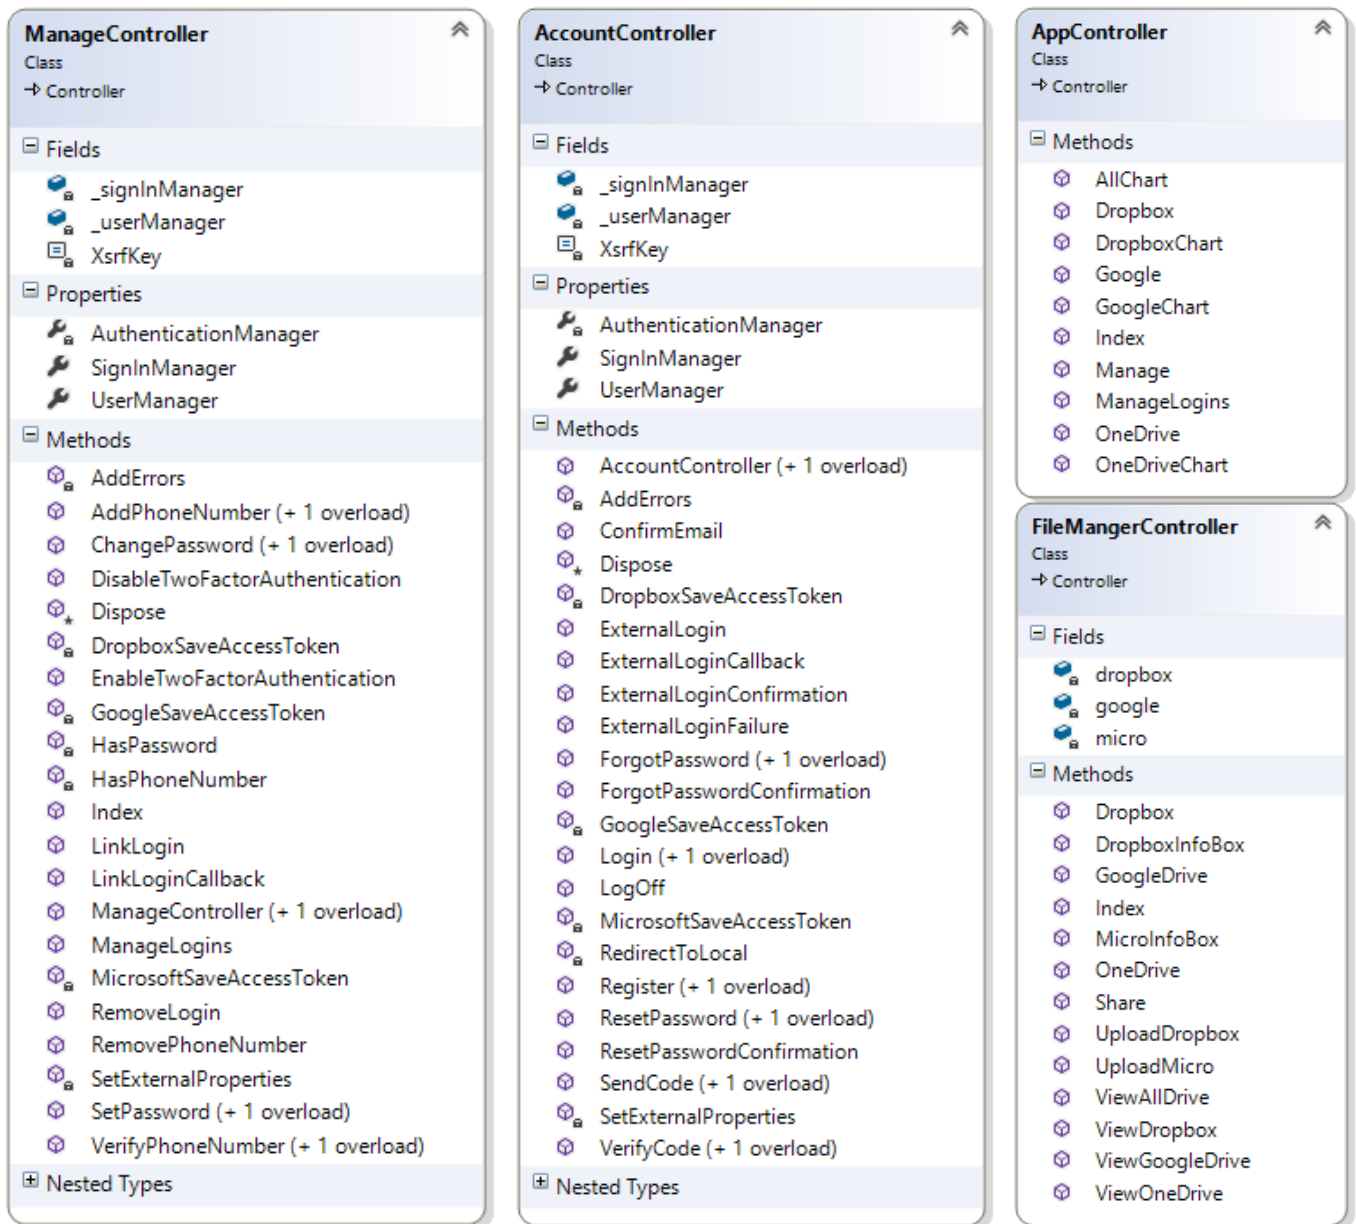 ManageController
Class
Controller
Fields
_signInManager
_userManager
XsrfKey
Properties
AuthenticationManager
SignInManager
UserManager
Methods
AddErrors
AddPhoneNumber (+ 1 overload)
ChangePassword (+ 1 overload)
DisableTwoFactorAuthentication
Dispose
DropboxSaveAccessToken
EnableTwoFactorAuthentication
GoogleSaveAccessToken
HasPassword
HasPhoneNumber
Index
LinkLogin
LinkLoginCallback
ManageController (+ 1 overload)
ManageLogins
MicrosoftSaveAccessToken
RemoveLogin
RemovePhoneNumber
SetExternalProperties
SetPassword (+ 1 overload)
VerifyPhoneNumber (+ 1 overload)
Nested Types
AccountController
Class
Controller
Fields
_signInManager
_userManager
XsrfKey
Properties
AuthenticationManager
SignInManager
UserManager
Methods
AccountController (+ 1 overload)
AddErrors
ConfirmEmail
Dispose
DropboxSaveAccessToken
ExternalLogin
ExternalLoginCallback
ExternalLoginConfirmation
ExternalLoginFailure
ForgotPassword (+ 1 overload)
ForgotPasswordConfirmation
GoogleSaveAccessToken
Login (+ 1 overload)
LogOff
MicrosoftSaveAccessToken
RedirectToLocal
Register (+ 1 overload)
ResetPassword (+ 1 overload)
ResetPasswordConfirmation
SendCode (+ 1 overload)
SetExternalProperties
VerifyCode (+ 1 overload)
Nested Types
AppController
Class
Controller
Methods
AllChart
Dropbox
DropboxChart
Google
GoogleChart
Index
Manage
ManageLogins
OneDrive
OneDriveChart
FileMangerController
Class
Controller
Fields
dropbox
google
micro
Methods
Dropbox
DropboxInfoBox
GoogleDrive
Index
MicroInfoBox
OneDrive
Share
UploadDropbox
UploadMicro
ViewAllDrive
ViewDropbox
ViewGoogleDrive
ViewOneDrive